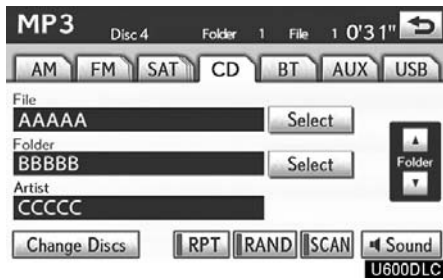 MP3 Disc 4 Folder 1 File 1 0'31"
AM FM SAT CD BT AUX USB
File
AAAAA Select
Folder
BBBBB Select
Folder
Artist
CCCCC
Change Discs RPT RAND SCAN Sound
U600DLC